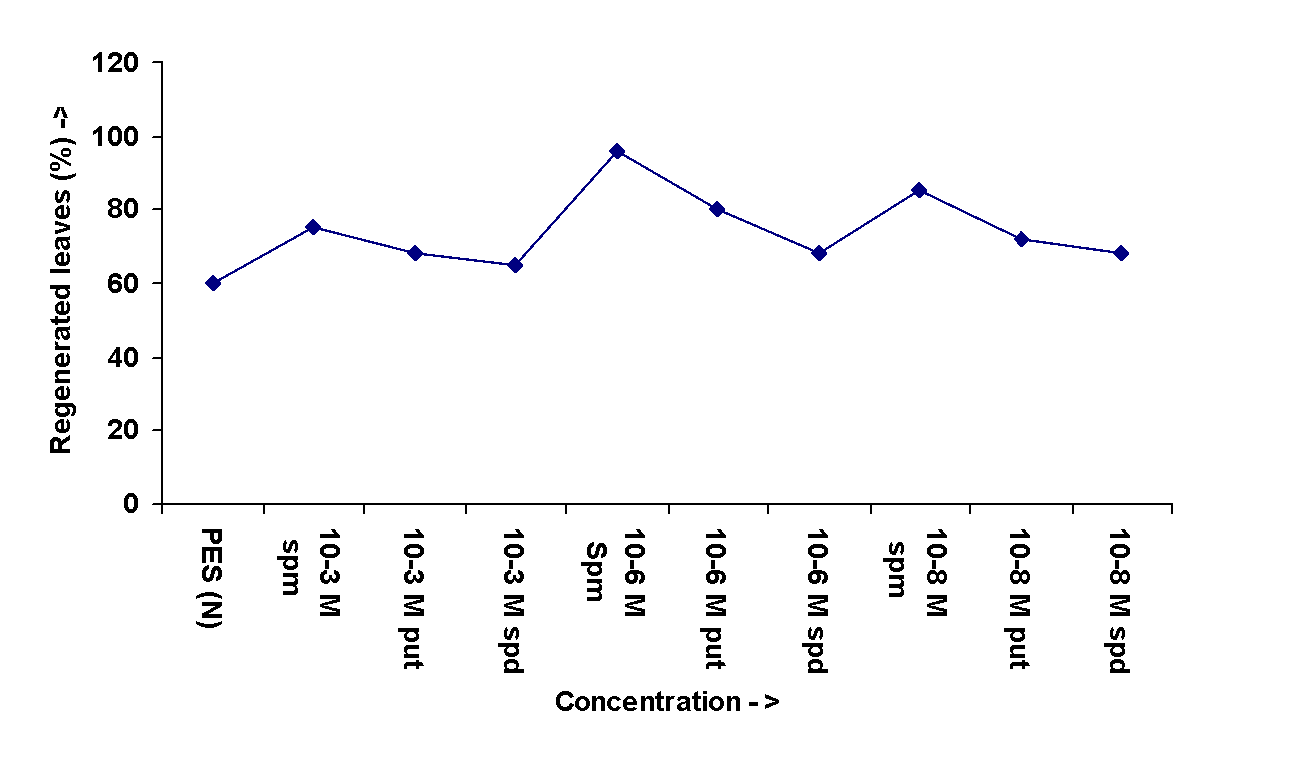 120
100
80
60
40
20
0
Regenerated leaves (%) ->
PES (N)
10-3 M
spm
10-3 M put
10-3 M spd
10-6 M
Spm
10-6 M put
10-6 M spd
10-8 M
spm
10-8 M put
10-8 M spd
Concentration - >